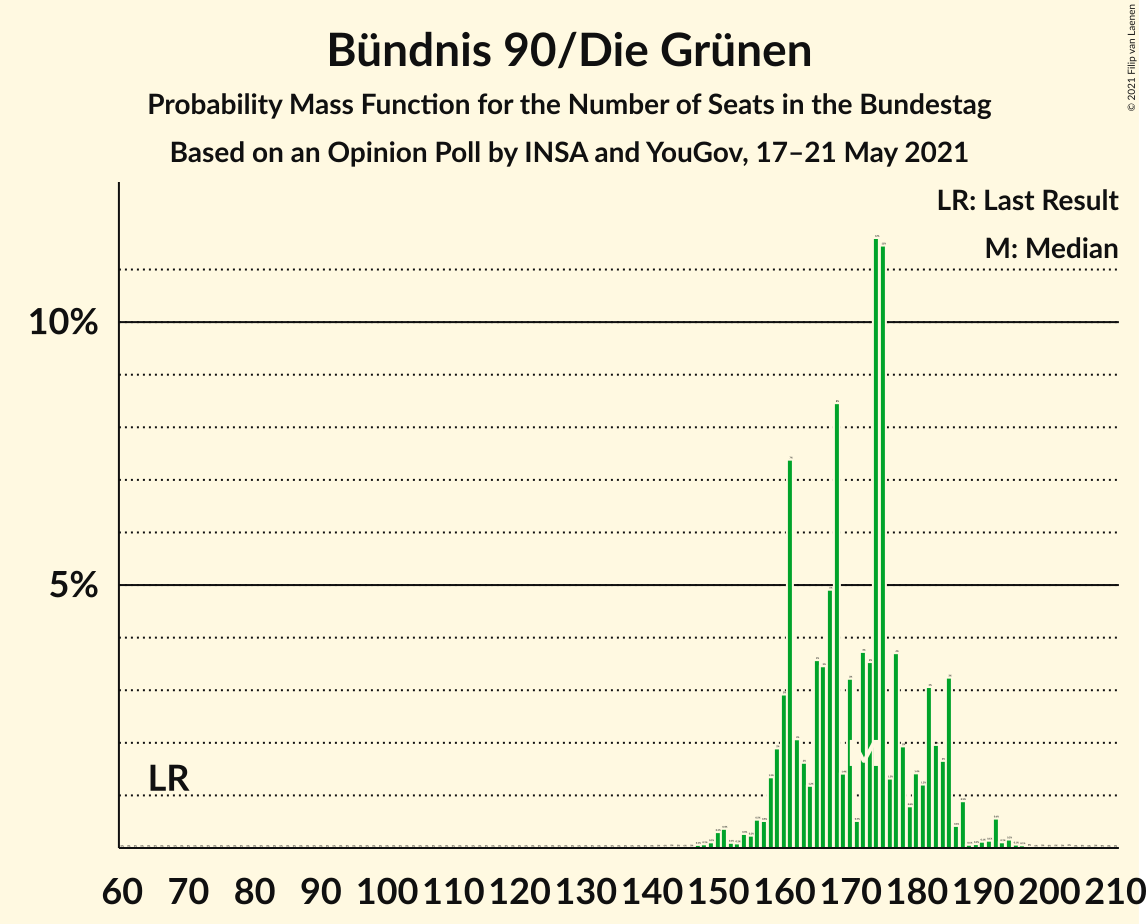 Bündnis 90/Die Grünen
Probability Mass Function for the Number of Seats in the Bundestag
Based on an Opinion Poll by INSA and YouGov, 17–21 May 2021
© 2021 Filip van Laenen
LR: Last Result
M: Median
10%
5%
LR
M
60 70 80 90 100 110 120 130 140 150 160 170 180 190 200 210